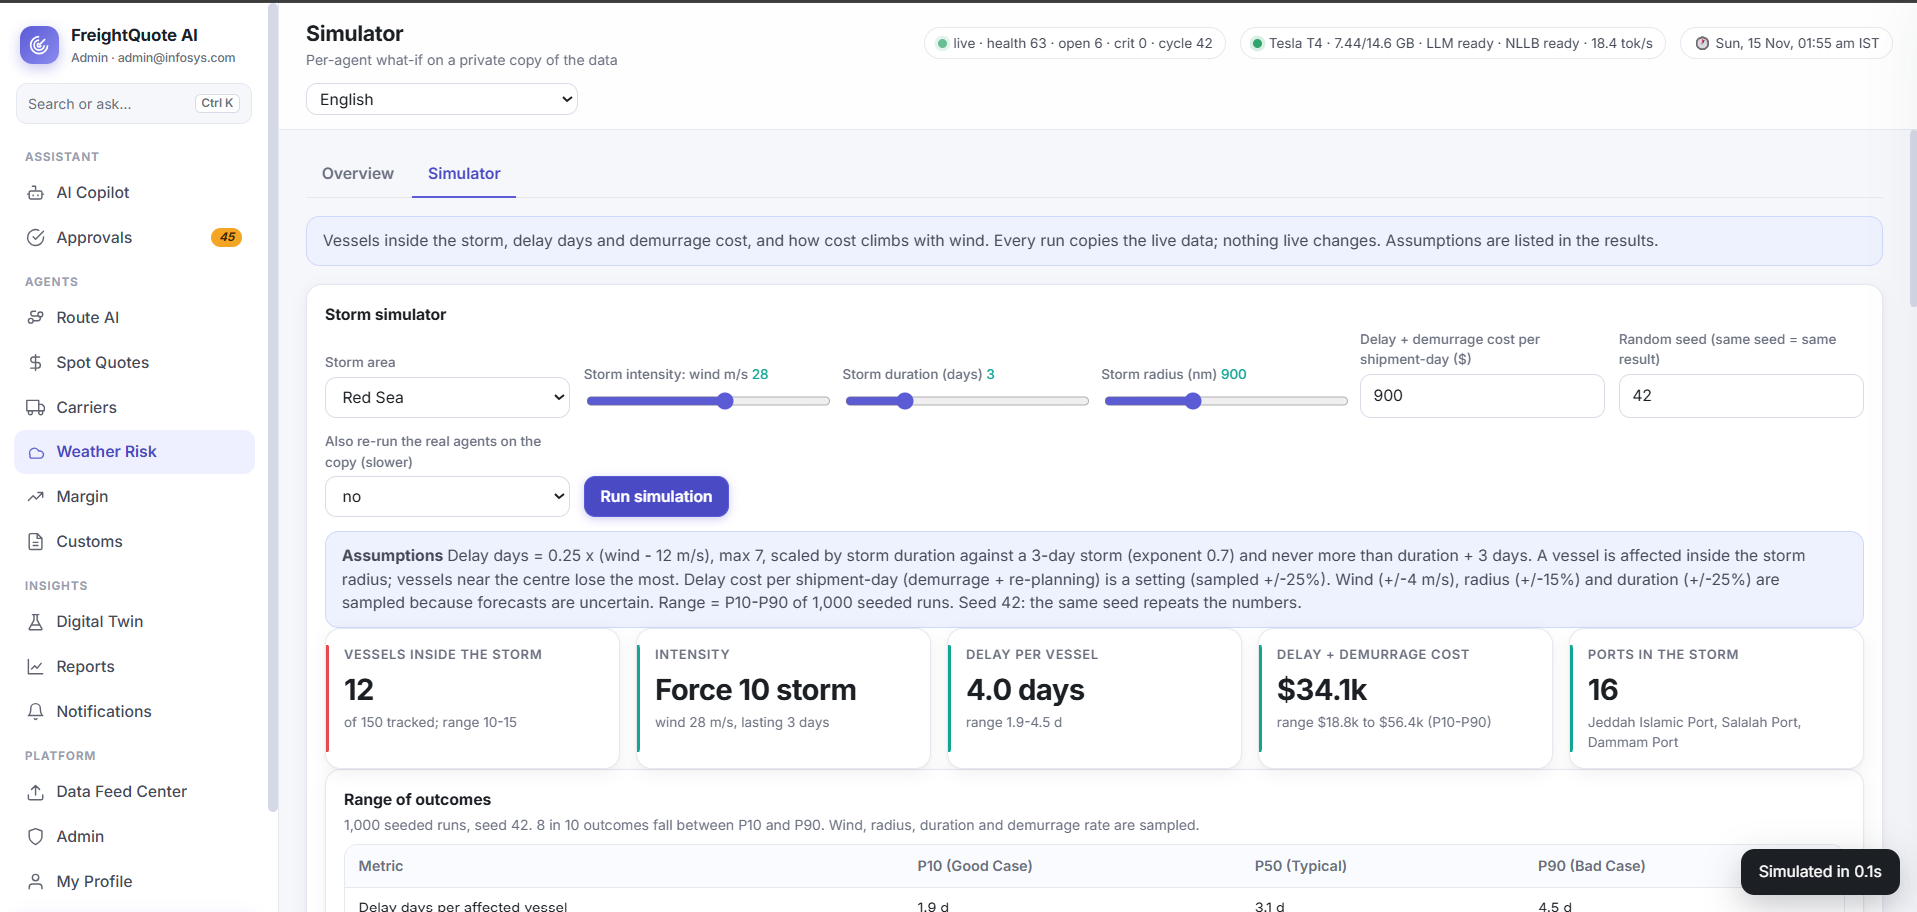 FreightQuote AI
Admin · admin@infosys.com
Search or ask...
Ctrl K
ASSISTANT
AI Copilot
Approvals
45
AGENTS
Route AI
Spot Quotes
Carriers
Weather Risk
Margin
Customs
INSIGHTS
Digital Twin
Reports
Notifications
PLATFORM
Data Feed Center
Admin
My Profile
Simulator
Per-agent what-if on a private copy of the data
English
live · health 63 · open 6 · crit 0 · cycle 42
Tesla T4 · 7.44/14.6 GB · LLM ready · NLLB ready · 18.4 tok/s
Sun, 15 Nov, 01:55 am IST
Overview
Simulator
Vessels inside the storm, delay days and demurrage cost, and how cost climbs with wind. Every run copies the live data; nothing live changes. Assumptions are listed in the results.
Storm simulator
Storm area
Red Sea
Storm intensity: wind m/s 28
Storm duration (days) 3
Storm radius (nm) 900
Delay + demurrage cost per
shipment-day ($)
900
Random seed (same seed = same
result)
42
Also re-run the real agents on the
copy (slower)
no
Run simulation
Assumptions Delay days = 0.25 x (wind - 12 m/s), max 7, scaled by storm duration against a 3-day storm (exponent 0.7) and never more than duration + 3 days. A vessel is affected inside the storm
radius; vessels near the centre lose the most. Delay cost per shipment-day (demurrage + re-planning) is a setting (sampled +/-25%). Wind (+/-4 m/s), radius (+/-15%) and duration (+/-25%) are
sampled because forecasts are uncertain. Range = P10-P90 of 1,000 seeded runs. Seed 42: the same seed repeats the numbers.
VESSELS INSIDE THE STORM
12
of 150 tracked; range 10-15
INTENSITY
Force 10 storm
wind 28 m/s, lasting 3 days
DELAY PER VESSEL
4.0 days
range 1.9-4.5 d
DELAY + DEMURRAGE COST
$34.1k
range $18.8k to $56.4k (P10-P90)
PORTS IN THE STORM
16
Jeddah Islamic Port, Salalah Port,
Dammam Port
Range of outcomes
1,000 seeded runs, seed 42. 8 in 10 outcomes fall between P10 and P90. Wind, radius, duration and demurrage rate are sampled.
Metric P10 (Good Case) P50 (Typical) P90 (Bad Case)
Delay days per affected vessel 1.9 d 3.1 d 4.5 d
Simulated in 0.1s